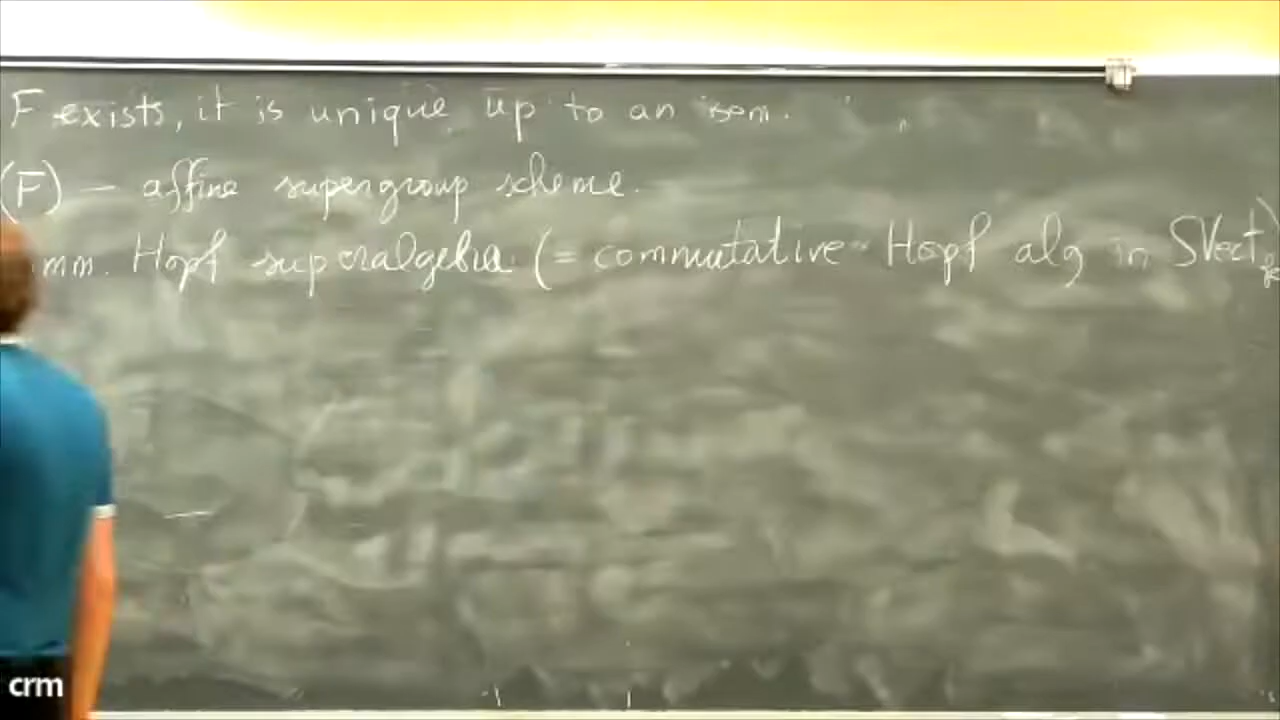 F exists, it is unique up to an isom.
(F) — affine supergroup scheme.
mm. Hopf superalgebra (= commutative Hopf alg in SVect_k)
crm